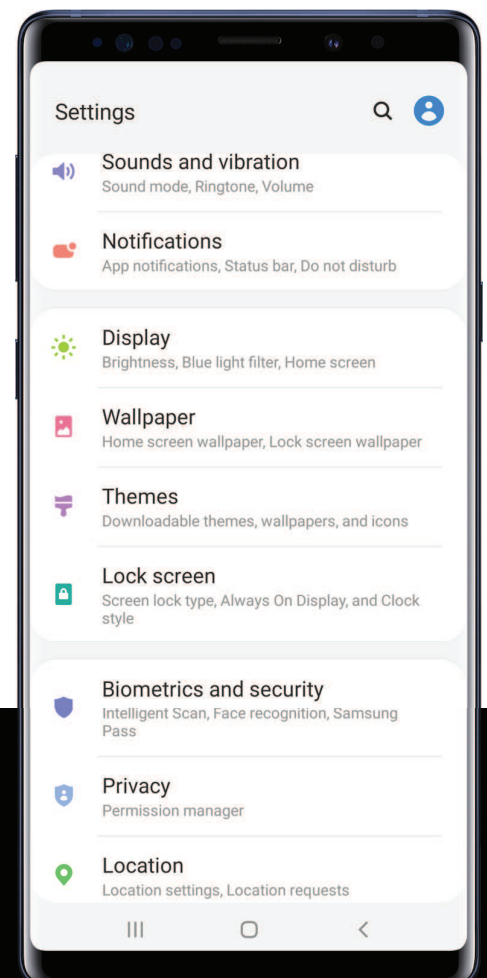 Settings
Sounds and vibration
Sound mode, Ringtone, Volume
Notifications
App notifications, Status bar, Do not disturb
Display
Brightness, Blue light filter, Home screen
Wallpaper
Home screen wallpaper, Lock screen wallpaper
Themes
Downloadable themes, wallpapers, and icons
Lock screen
Screen lock type, Always On Display, and Clock
style
Biometrics and security
Intelligent Scan, Face recognition, Samsung
Pass
Privacy
Permission manager
Location
Location settings, Location requests